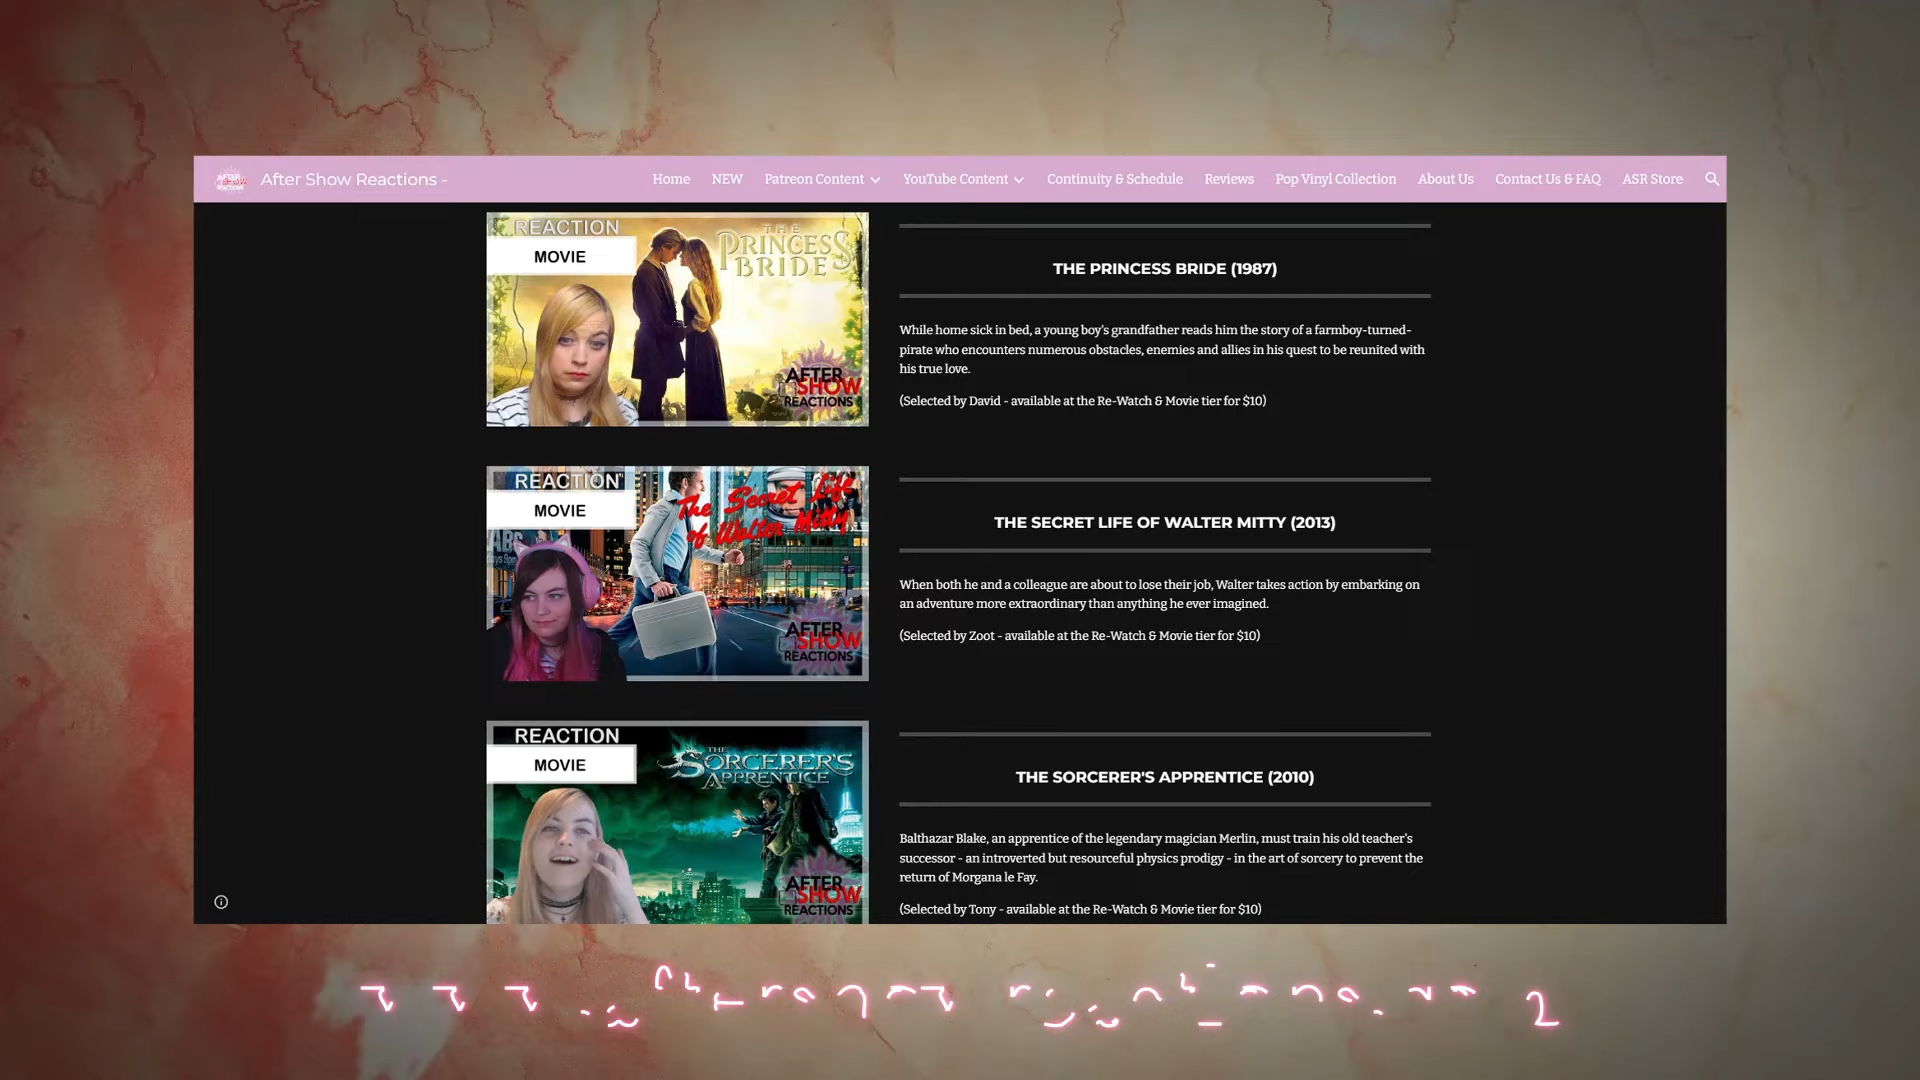 After Show Reactions -
Home NEW Patreon Content YouTube Content Continuity & Schedule Reviews Pop Vinyl Collection About Us Contact Us & FAQ ASR Store
REACTION
MOVIE
THE
PRINCESS
BRIDE
AFTER
SHOW
REACTIONS
THE PRINCESS BRIDE (1987)
While home sick in bed, a young boy's grandfather reads him the story of a farmboy-turned-
pirate who encounters numerous obstacles, enemies and allies in his quest to be reunited with
his true love.
(Selected by David - available at the Re-Watch & Movie tier for $10)
REACTION
MOVIE
The Secret Life
of Walter Mitty
AFTER
SHOW
REACTIONS
THE SECRET LIFE OF WALTER MITTY (2013)
When both he and a colleague are about to lose their job, Walter takes action by embarking on
an adventure more extraordinary than anything he ever imagined.
(Selected by Zoot - available at the Re-Watch & Movie tier for $10)
REACTION
MOVIE
THE
SORCERER'S
APPRENTICE
AFTER
SHOW
REACTIONS
THE SORCERER'S APPRENTICE (2010)
Balthazar Blake, an apprentice of the legendary magician Merlin, must train his old teacher's
successor - an introverted but resourceful physics prodigy - in the art of sorcery to prevent the
return of Morgana le Fay.
(Selected by Tony - available at the Re-Watch & Movie tier for $10)